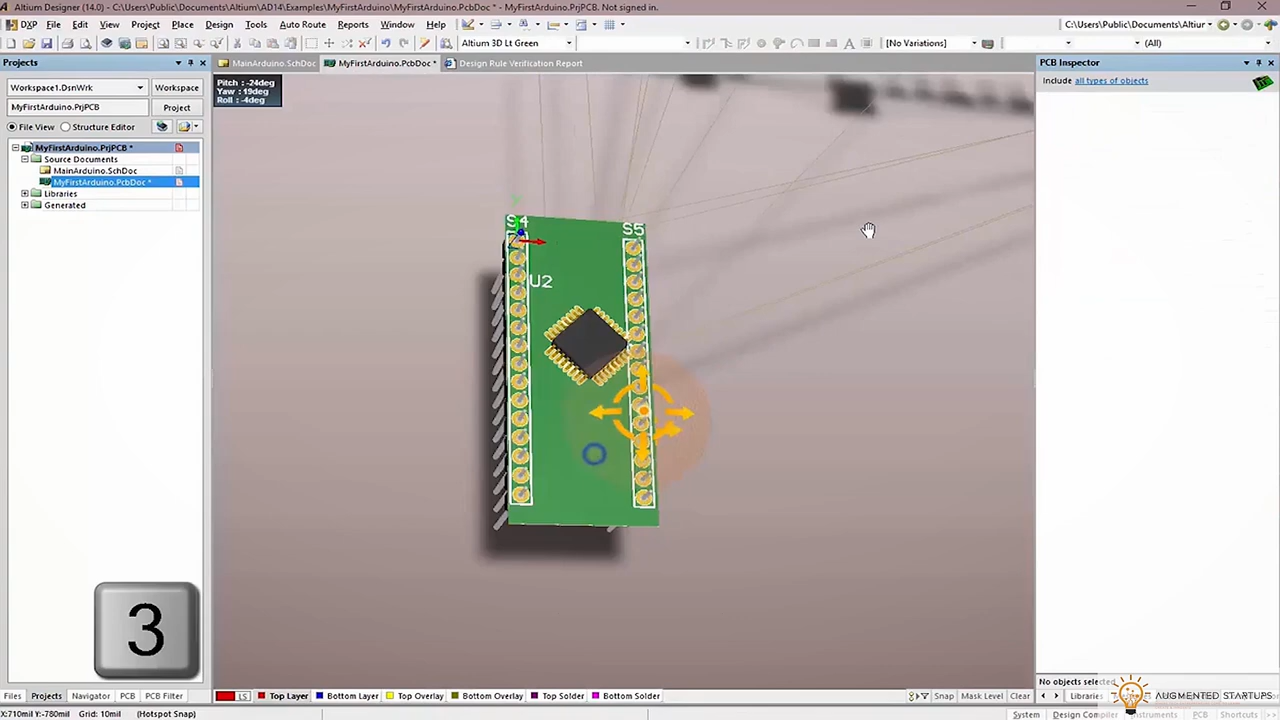 Altium Designer (14.0) - C:\Users\Public\Documents\Altium\AD14\Examples\MyFirstArduino\MyFirstArduino.PcbDoc * - MyFirstArduino.PrjPCB. Not signed in.
DXP File Edit View Project Place Design Tools Auto Route Reports Window Help C:\Users\Public\Documents\Altiur
Altium 3D Lt Green [No Variations] (All)
Projects MainArduino.SchDoc MyFirstArduino.PcbDoc * Design Rule Verification Report PCB Inspector
Include all types of objects
Workspace1.DsnWrk Workspace
MyFirstArduino.PrjPCB Project
File View Structure Editor
MyFirstArduino.PrjPCB *
Source Documents
MainArduino.SchDoc
MyFirstArduino.PcbDoc *
Libraries
Generated
Pitch : -24deg
Yaw : 19deg
Roll : -4deg
S4
S5
U2
3
No objects selected
Files Projects Navigator PCB PCB Filter LS Top Layer Bottom Layer Top Overlay Bottom Overlay Top Solder Bottom Solder Snap Mask Level Clear Libraries
AUGMENTED STARTUPS
X:710mil Y:-780mil Grid: 10mil (Hotspot Snap) System Design Compiler Instruments PCB Shortcuts >>